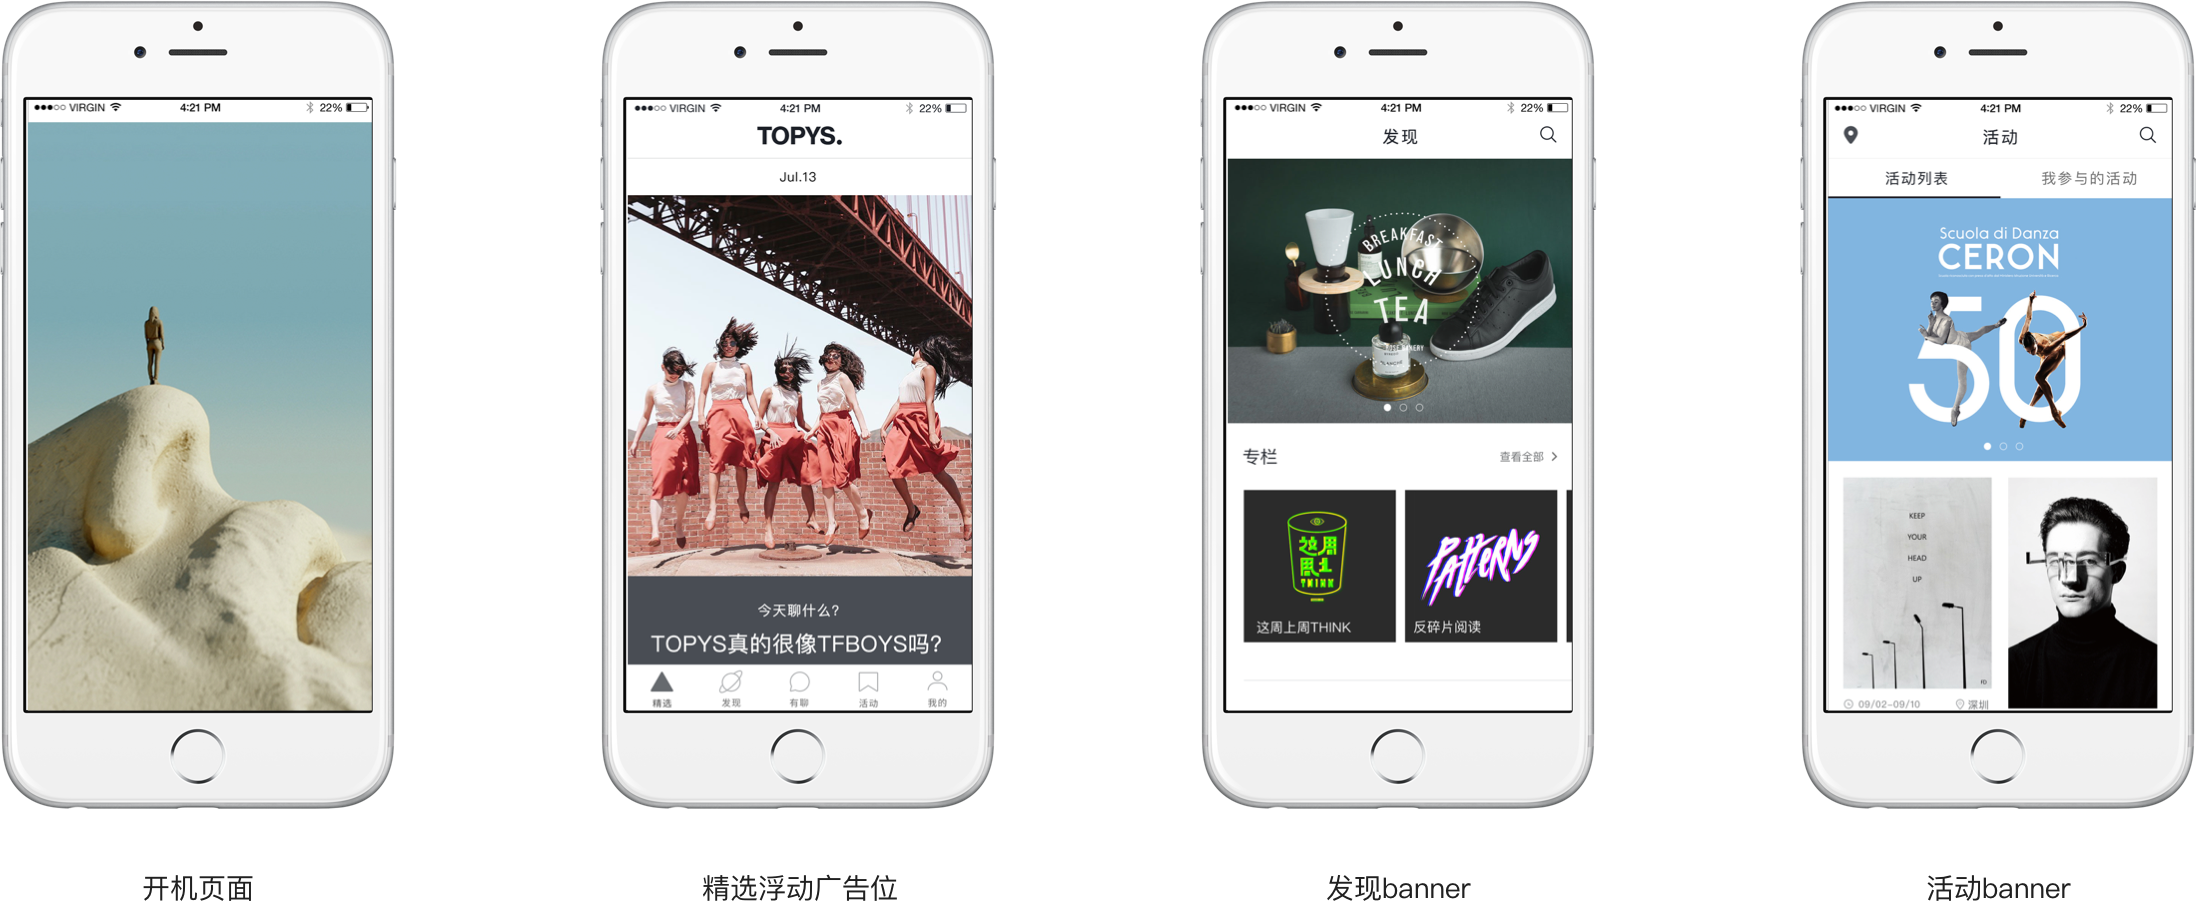 VIRGIN
4:21 PM
22%
开机页面
VIRGIN
4:21 PM
22%
TOPYS.
Jul.13
今天聊什么?
TOPYS真的很像TFBOYS吗?
精选
发现
有聊
活动
我的
精选浮动广告位
VIRGIN
4:21 PM
22%
发现
BREAKFAST
LUNCH
TEA
BAKERY
专栏
查看全部
这周
周上
THINK
这周上周THINK
PATTERNS
反碎片阅读
发现banner
VIRGIN
4:21 PM
22%
活动
活动列表
我参与的活动
Scuola di Danza
CERON
50
KEEP
YOUR
HEAD
UP
09/02-09/10
深圳
活动banner